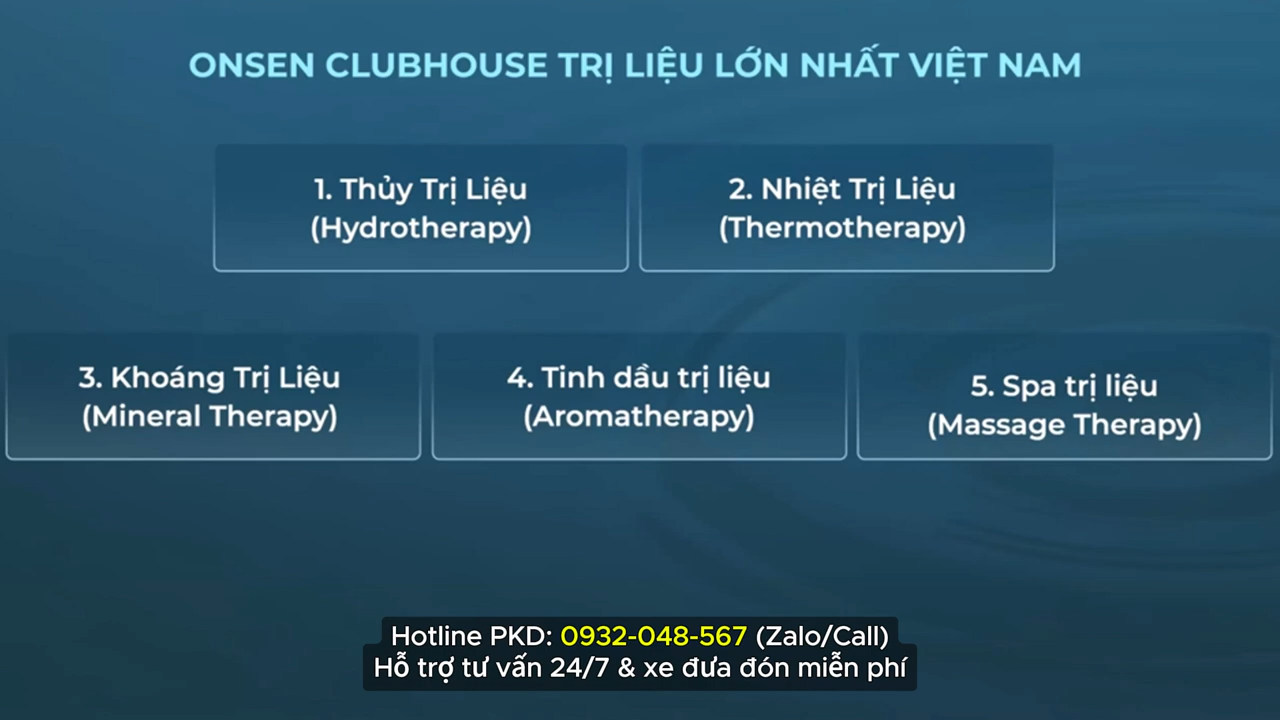 ONSEN CLUBHOUSE TRỊ LIỆU LỚN NHẤT VIỆT NAM
1. Thủy Trị Liệu
(Hydrotherapy)
2. Nhiệt Trị Liệu
(Thermotherapy)
3. Khoáng Trị Liệu
(Mineral Therapy)
4. Tinh dầu trị liệu
(Aromatherapy)
5. Spa trị liệu
(Massage Therapy)
Hotline PKD: 0932-048-567 (Zalo/Call)
Hỗ trợ tư vấn 24/7 & xe đưa đón miễn phí